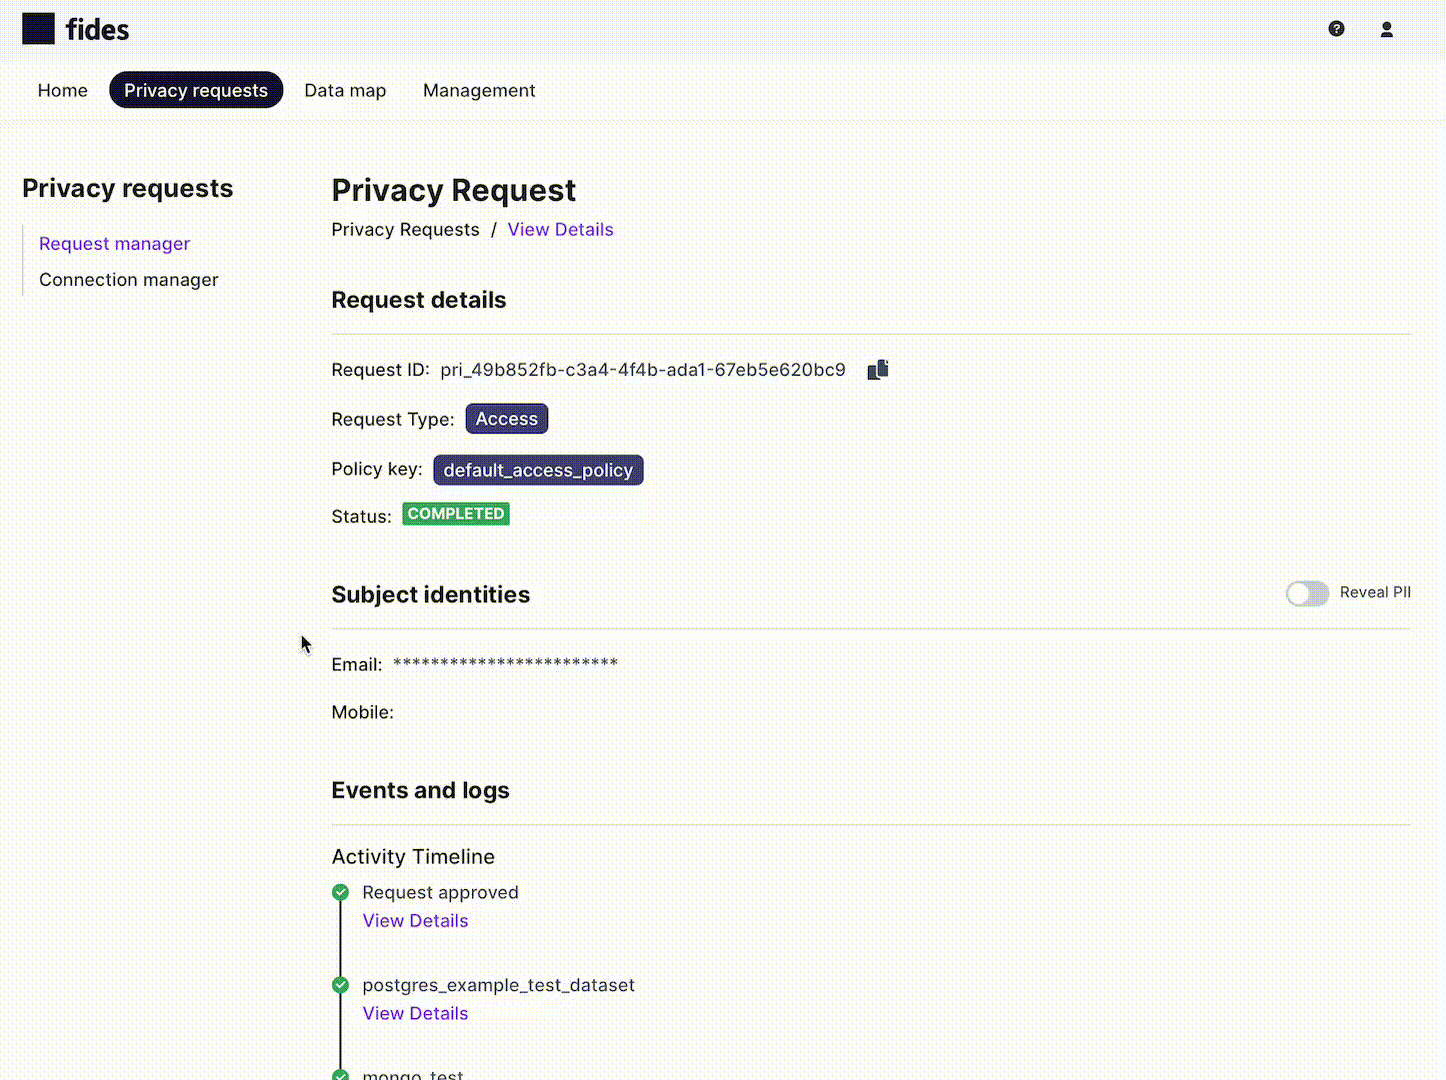 fides
Home Privacy requests Data map Management
Privacy requests
Request manager
Connection manager
Privacy Request
Privacy Requests / View Details
Request details
Request ID: pri_49b852fb-c3a4-4f4b-ada1-67eb5e620bc9
Request Type: Access
Policy key: default_access_policy
Status: COMPLETED
Subject identities
Reveal PII
Email: ************************
Mobile:
Events and logs
Activity Timeline
Request approved
View Details
postgres_example_test_dataset
View Details
mongo_test